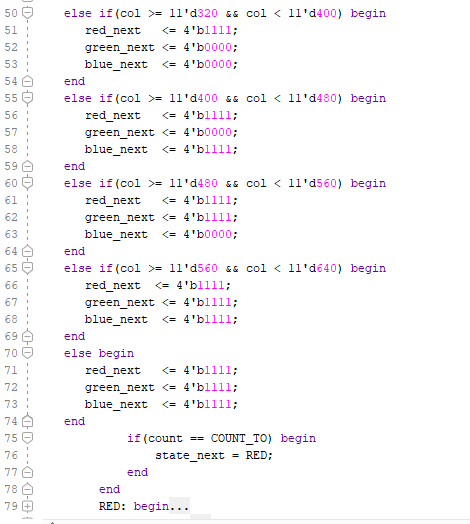 50 else if(col >= 11'd320 && col < 11'd400) begin
51 red_next <= 4'b1111;
52 green_next <= 4'b0000;
53 blue_next <= 4'b0000;
54 end
55 else if(col >= 11'd400 && col < 11'd480) begin
56 red_next <= 4'b1111;
57 green_next <= 4'b0000;
58 blue_next <= 4'b1111;
59 end
60 else if(col >= 11'd480 && col < 11'd560) begin
61 red_next <= 4'b1111;
62 green_next <= 4'b1111;
63 blue_next <= 4'b0000;
64 end
65 else if(col >= 11'd560 && col < 11'd640) begin
66 red_next <= 4'b1111;
67 green_next <= 4'b1111;
68 blue_next <= 4'b1111;
69 end
70 else begin
71 red_next <= 4'b1111;
72 green_next <= 4'b1111;
73 blue_next <= 4'b1111;
74 end
75 if(count == COUNT_TO) begin
76 state_next = RED;
77 end
78 end
79 RED: begin...